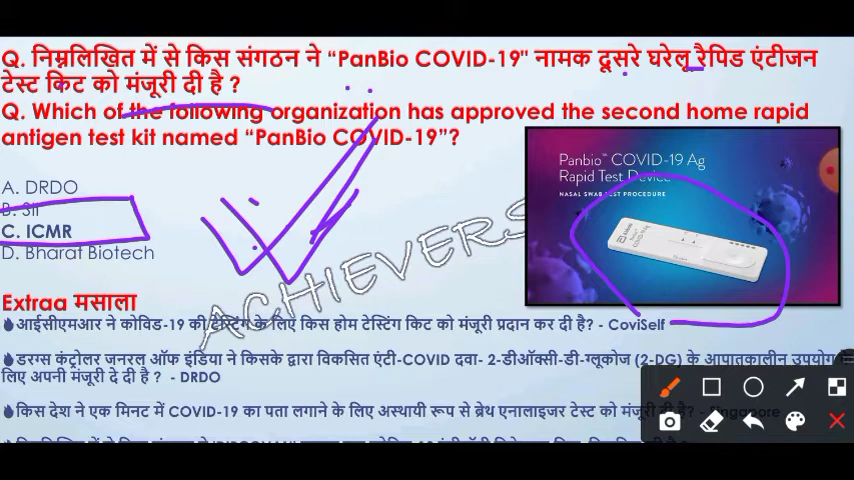 Q. निम्नलिखित में से किस संगठन ने “PanBio COVID-19" नामक दूसरे घरेलू रैपिड एंटीजन
टेस्ट किट को मंजूरी दी है ?
Q. Which of the following organization has approved the second home rapid
antigen test kit named “PanBio COVID-19”?
A. DRDO
B. SII
C. ICMR
D. Bharat Biotech
Panbio™ COVID-19 Ag
Rapid Test Device
NASAL SWAB TEST PROCEDURE
ACHIEVERS
Extraa मसाला
आईसीएमआर ने कोविड-19 की टेस्टिंग के लिए किस होम टेस्टिंग किट को मंजूरी प्रदान कर दी है? - CoviSelf
डरग्स कंट्रोलर जनरल ऑफ इंडिया ने किसके द्वारा विकसित एंटी-COVID दवा- 2-डीऑक्सी-डी-ग्लूकोज (2-DG) के आपातकालीन उपयोग के
लिए अपनी मंजूरी दे दी है ? - DRDO
किस देश ने एक मिनट में COVID-19 का पता लगाने के लिए अस्थायी रूप से ब्रेथ एनालाइजर टेस्ट को मंजूरी दी है? - Singapore